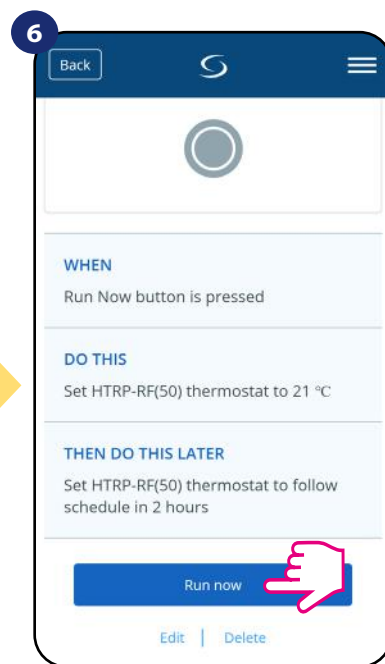 6
Back
WHEN
Run Now button is pressed
DO THIS
Set HTRP-RF(50) thermostat to 21 °C
THEN DO THIS LATER
Set HTRP-RF(50) thermostat to follow
schedule in 2 hours
Run now
Edit | Delete